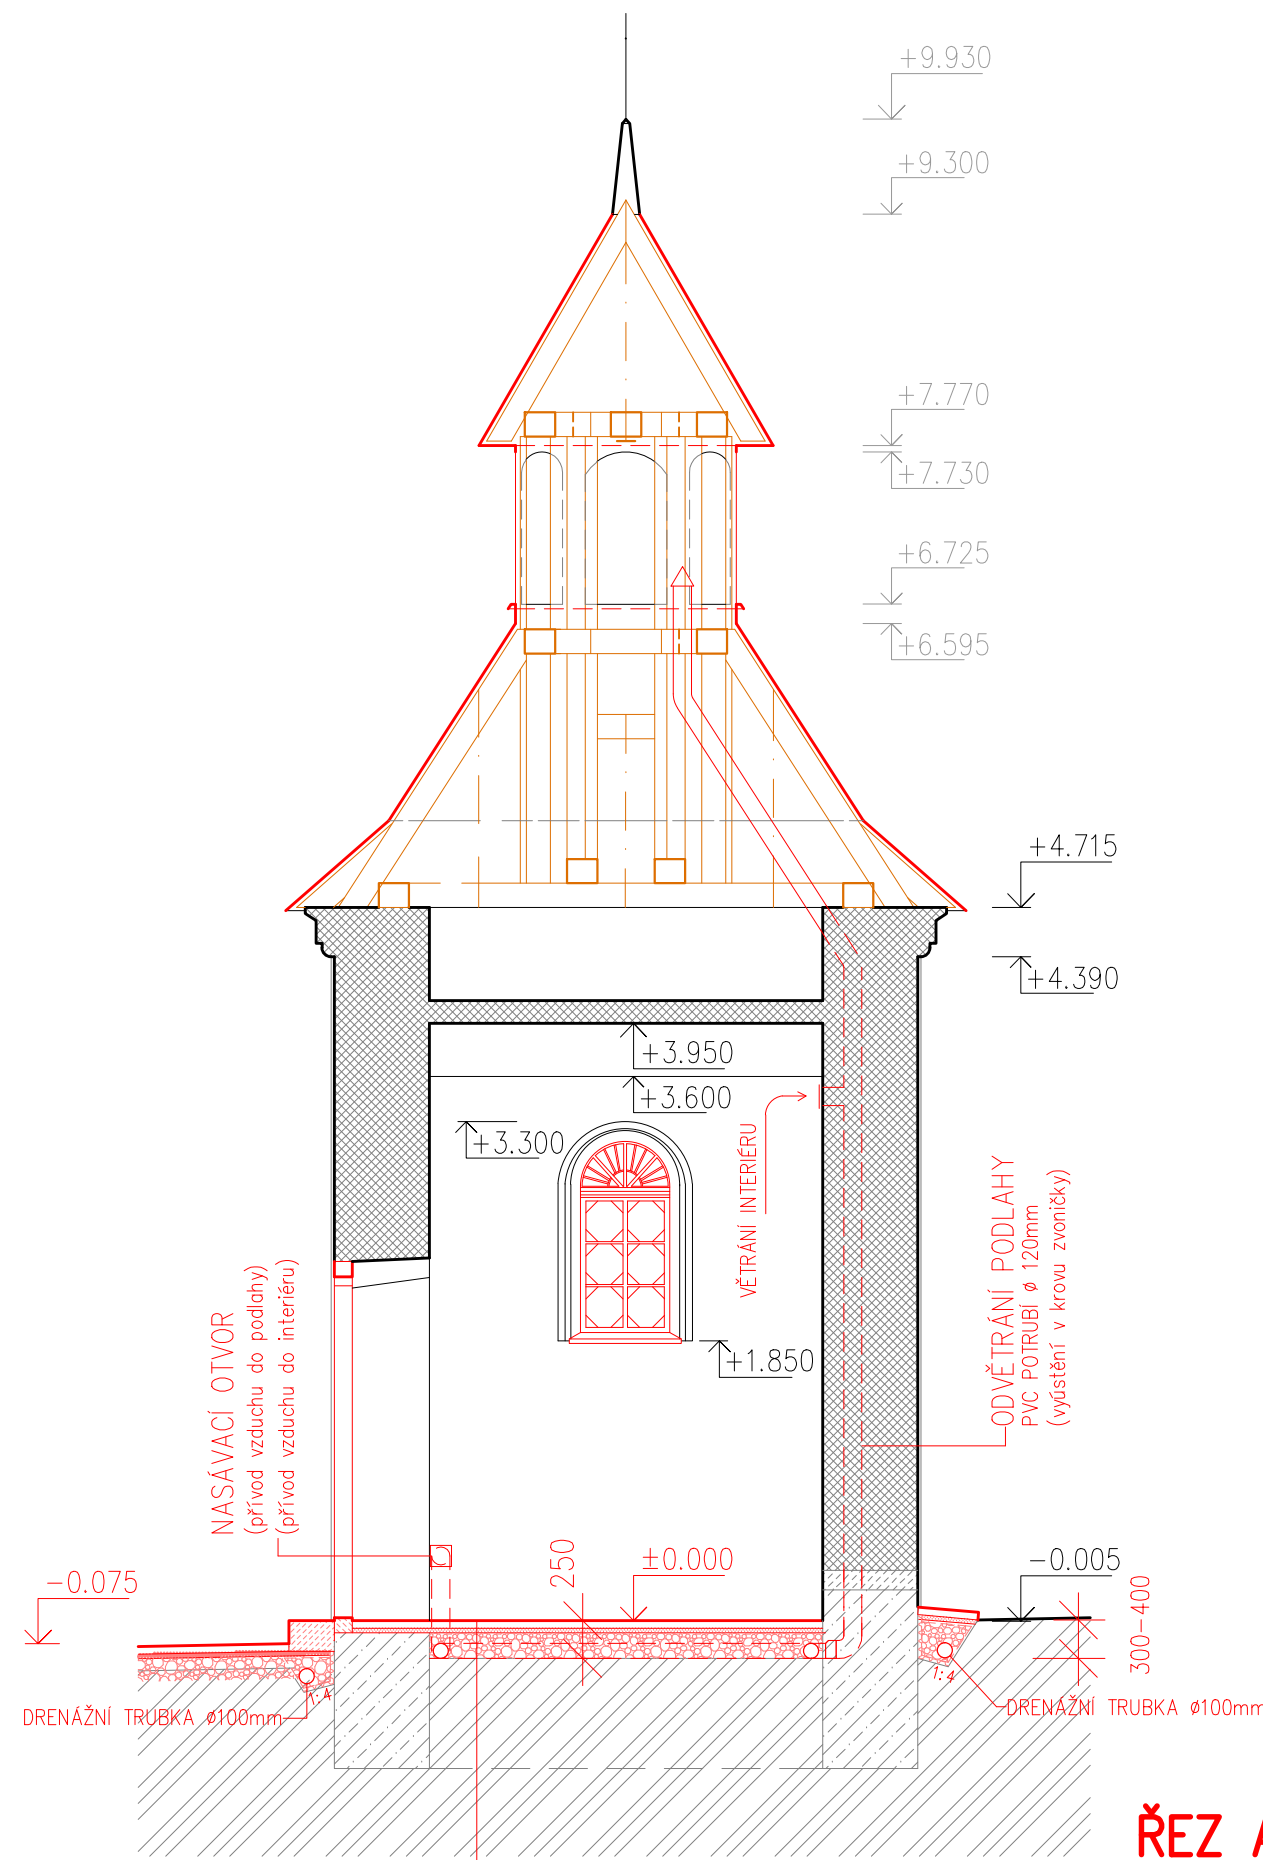 +9.930
+9.300
+7.770
+7.730
+6.725
+6.595
+4.715
+4.390
+3.950
+3.600
+3.300
VĚTRÁNÍ INTERIÉRU
ODVĚTRÁNÍ PODLAHY
PVC POTRUBÍ ø 120mm
(vyústění v krovu zvoničky)
NASÁVACÍ OTVOR
(přívod vzduchu do podlahy)
(přívod vzduchu do interiéru)
+1.850
-0.075
250
±0.000
-0.005
300-400
1:4
1:4
DRENÁŽNÍ TRUBKA ø100mm
DRENÁŽNÍ TRUBKA ø100mm
ŘEZ A